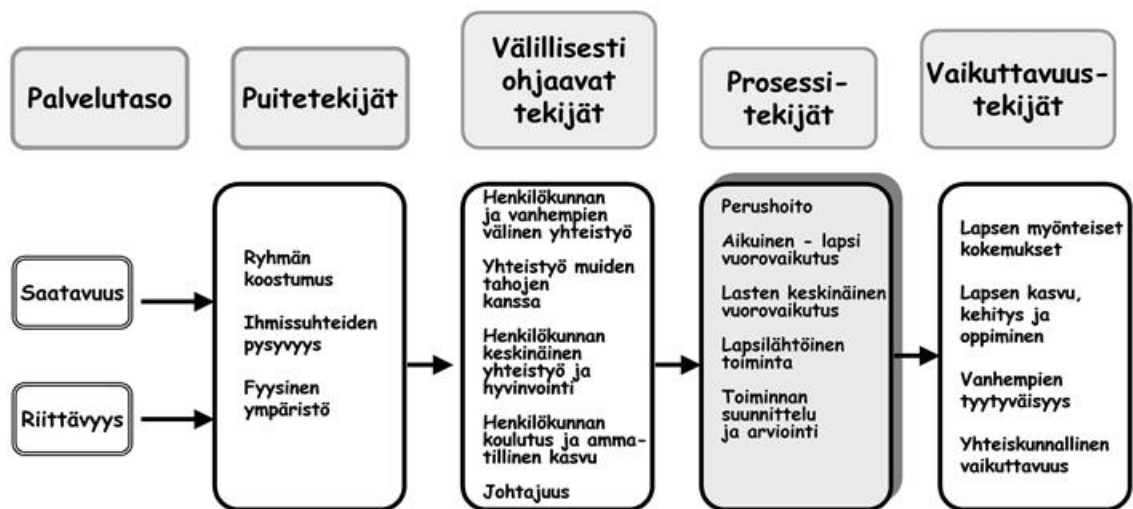 Palvelutaso
Puitetekijät
Välillisesti
ohjaavat
tekijät
Prosessi-
tekijät
Vaikuttavuus-
tekijät
Saatavuus
Riittävyys
Ryhmän
koostumus
Ihmissuhteiden
pysyvyys
Fyysinen
ympäristö
Henkilökunnan
ja vanhempien
välinen yhteistyö
Yhteistyö muiden
tahojen
kanssa
Henkilökunnan
keskinäinen
yhteistyö ja
hyvinvointi
Henkilökunnan
koulutus ja amma-
tillinen kasvu
Johtajuus
Perushoito
Aikuinen - lapsi
vuorovaikutus
Lasten keskinäinen
vuorovaikutus
Lapsilähtöinen
toiminta
Toiminnan
suunnittelu
ja arviointi
Lapsen myönteiset
kokemukset
Lapsen kasvu,
kehitys ja
oppiminen
Vanhempien
tyytyväisyys
Yhteiskunnallinen
vaikuttavuus